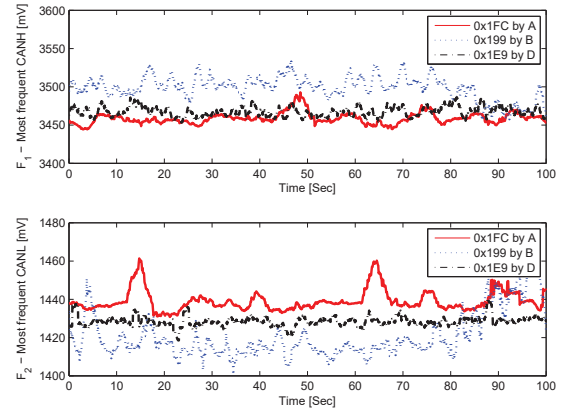 3600
0x1FC by A
0x199 by B
0x1E9 by D
3550
3500
3450
3400
F1 − Most frequent CANH [mV]
0 10 20 30 40 50 60 70 80 90 100
Time [Sec]
1480
0x1FC by A
0x199 by B
0x1E9 by D
1460
1440
1420
1400
F2 − Most frequent CANL [mV]
0 10 20 30 40 50 60 70 80 90 100
Time [Sec]